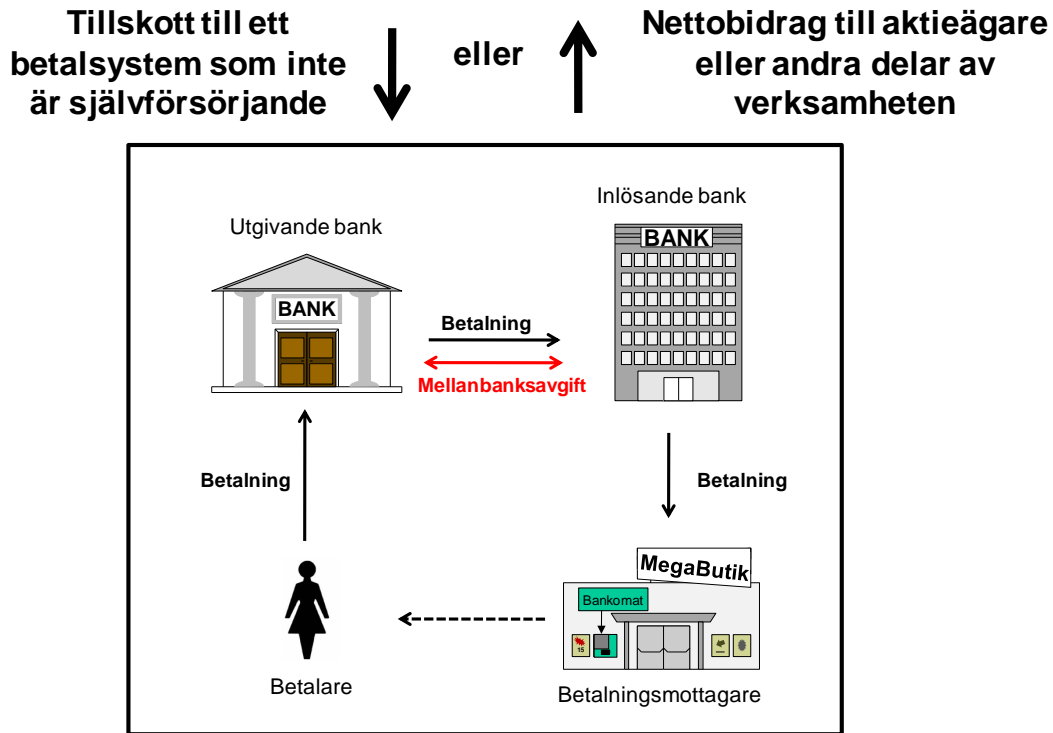 Tillskott till ett
betalsystem som inte
är självförsörjande
eller
Nettobidrag till aktieägare
eller andra delar av
verksamheten
Utgivande bank
Inlösande bank
BANK
BANK
Betalning
Mellanbanksavgift
Betalning
Betalning
MegaButik
Bankomat
15
Betalare
Betalningsmottagare